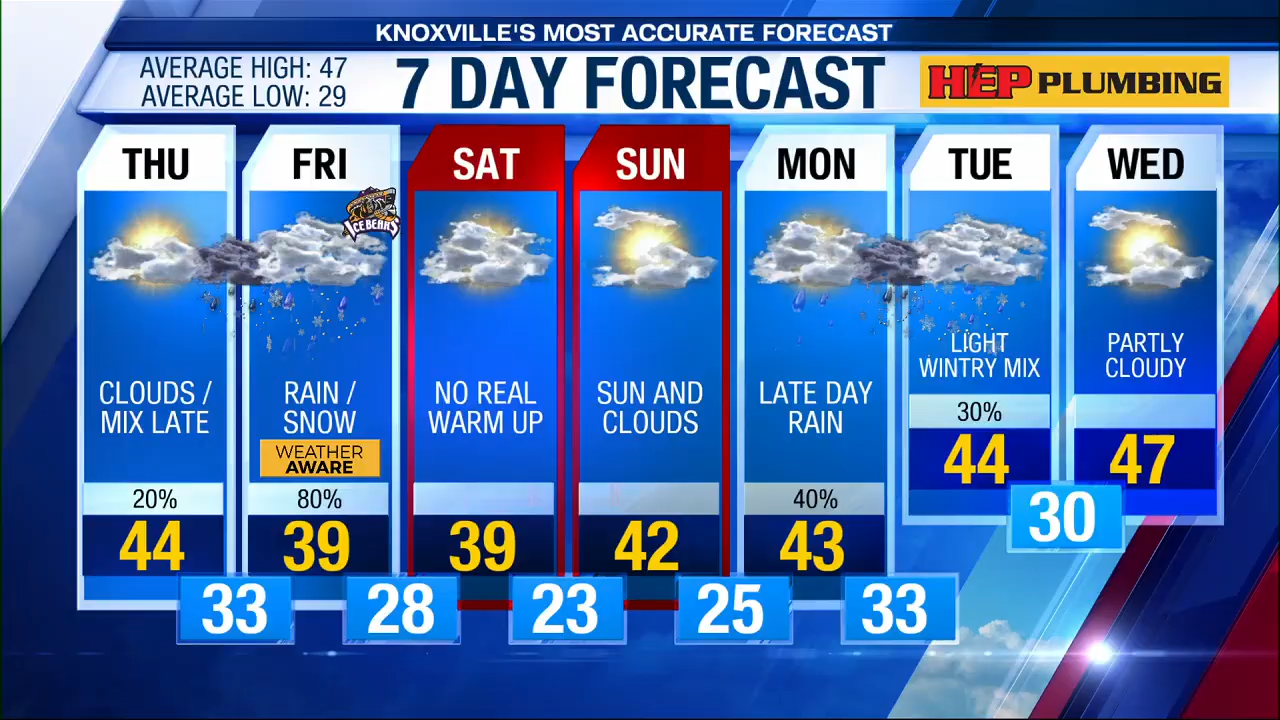 KNOXVILLE'S MOST ACCURATE FORECAST
AVERAGE HIGH: 47
AVERAGE LOW: 29
7 DAY FORECAST
HEP PLUMBING
THU
CLOUDS /
MIX LATE
20%
44
33
FRI
ICE BEARS
RAIN /
SNOW
WEATHER
AWARE
80%
39
28
SAT
NO REAL
WARM UP
39
23
SUN
SUN AND
CLOUDS
42
25
MON
LATE DAY
RAIN
40%
43
33
TUE
LIGHT
WINTRY MIX
30%
44
30
WED
PARTLY
CLOUDY
47